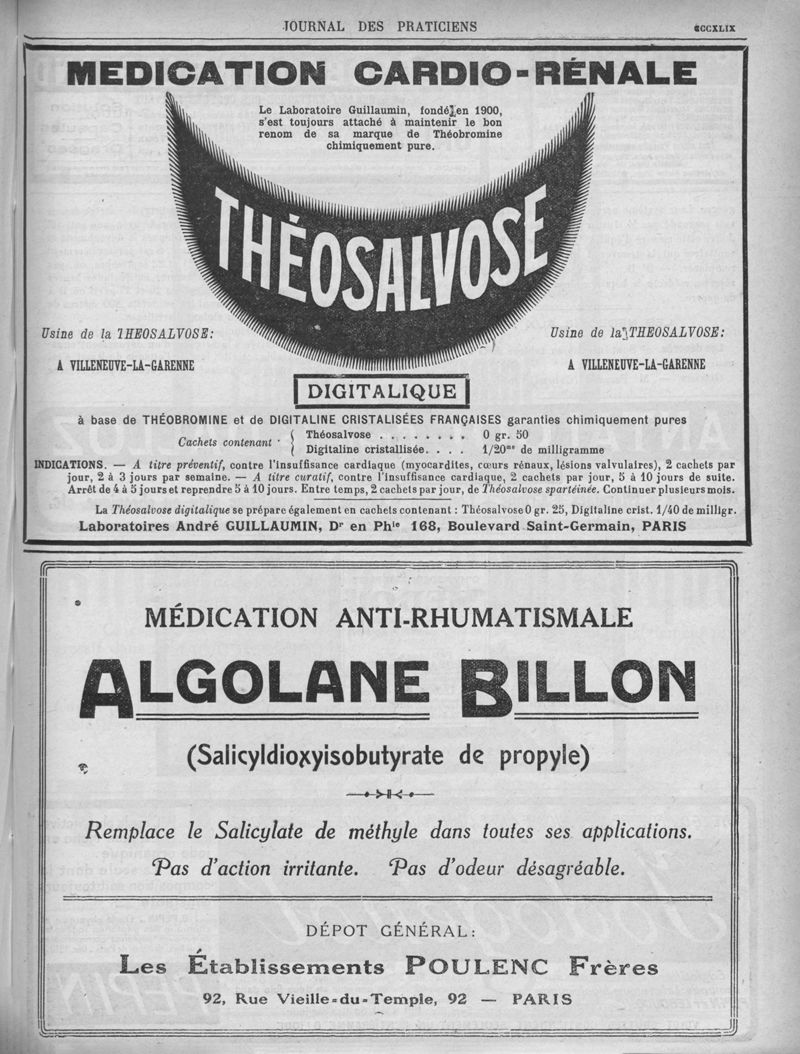 JOURNAL DES PRATICIENS
CCCXLIX
MEDICATION CARDIO-RÉNALE
Le Laboratoire Guillaumin, fondé en 1900,
s'est toujours attaché à maintenir le bon
renom de sa marque de Théobromine
chimiquement pure.
THÉOSALVOSE
Usine de la THEOSALVOSE:
A VILLENEUVE-LA-GARENNE
Usine de la THEOSALVOSE:
A VILLENEUVE-LA-GARENNE
DIGITALIQUE
à base de THÉOBROMINE et de DIGITALINE CRISTALISÉES FRANÇAISES garanties chimiquement pures
Cachets contenant : { Théosalvose . . . . . . . . 0 gr. 50
Digitaline cristallisée. . . . 1/20me de milligramme
INDICATIONS. — A titre préventif, contre l'insuffisance cardiaque (myocardites, cœurs rénaux, lésions valvulaires), 2 cachets par
jour, 2 à 3 jours par semaine. — A titre curatif, contre l'insuffisance cardiaque, 2 cachets par jour, 5 à 10 jours de suite.
Arrêt de 4 à 5 jours et reprendre 5 à 10 jours. Entre temps, 2 cachets par jour, de Théosalvose spartéinée. Continuer plusieurs mois.
La Théosalvose digitalique se prépare également en cachets contenant : Théosalvose 0 gr. 25, Digitaline crist. 1/40 de milligr.
Laboratoires André GUILLAUMIN, Dr en Phie 168, Boulevard Saint-Germain, PARIS
MÉDICATION ANTI-RHUMATISMALE
ALGOLANE BILLON
(Salicyldioxyisobutyrate de propyle)
Remplace le Salicylate de méthyle dans toutes ses applications.
Pas d'action irritante. Pas d'odeur désagréable.
DÉPOT GÉNÉRAL:
Les Établissements POULENC Frères
92, Rue Vieille-du-Temple, 92 — PARIS